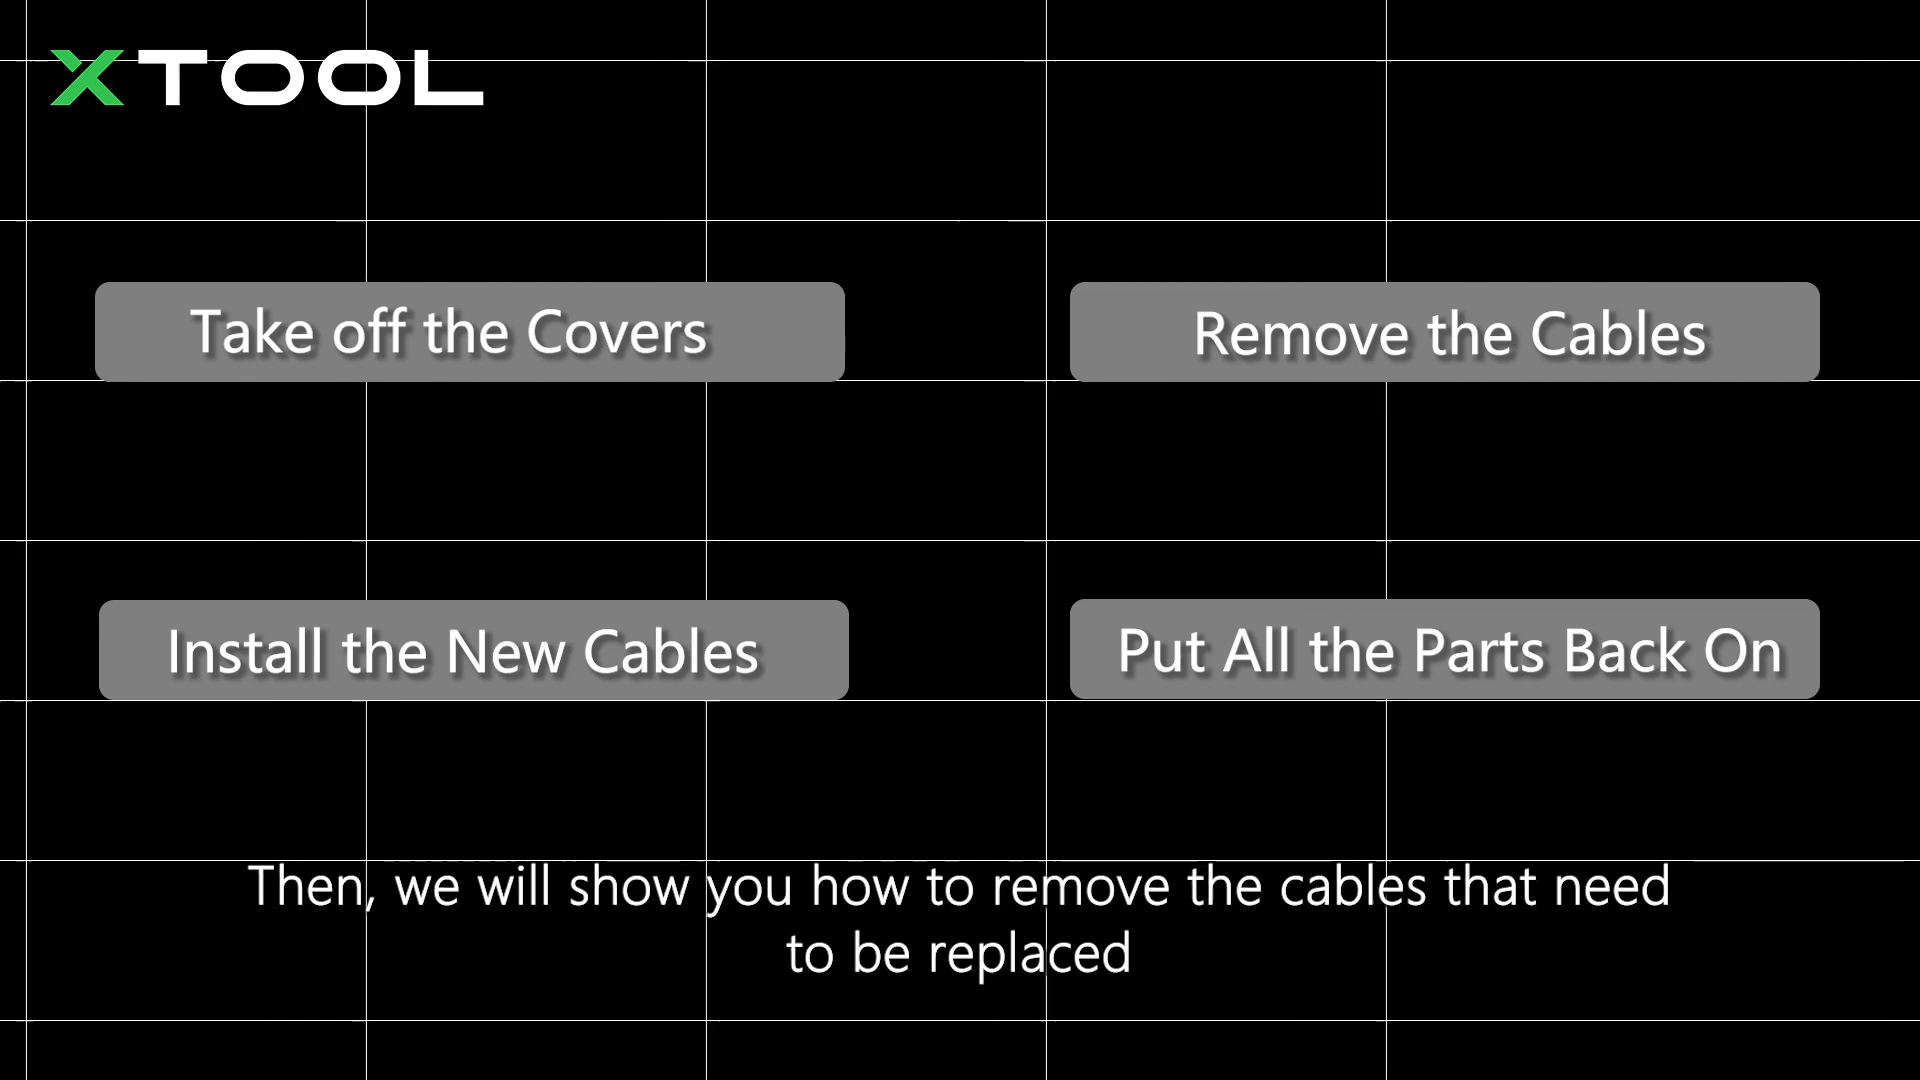 XTOOL
Take off the Covers
Remove the Cables
Install the New Cables
Put All the Parts Back On
Then, we will show you how to remove the cables that need
to be replaced